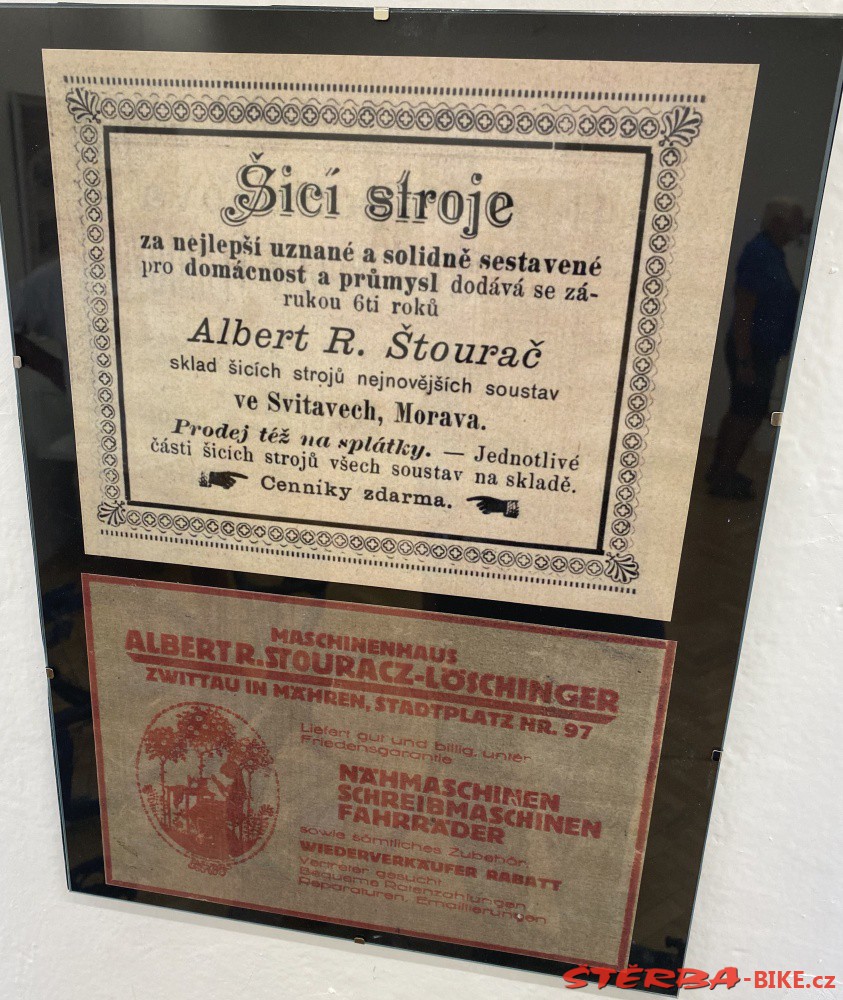 Šicí stroje
za nejlepší uznané a solidně sestavené
pro domácnost a průmysl dodává se zá-
rukou 6ti roků
Albert R. Štourač
sklad šicích strojů nejnovějších soustav
ve Svitavech, Morava.
Prodej též na splátky. — Jednotlivé
části šicích strojů všech soustav na skladě.
Cenníky zdarma.
MASCHINENHAUS
ALBERT R. STOURACZ-LÖSCHINGER
ZWITTAU IN MÄHREN, STADTPLATZ NR. 97
Liefert gut und billig, unter
Friedensgarantie
NÄHMASCHINEN
SCHREIBMASCHINEN
FAHRRÄDER
sowie sämtliches Zubehör.
WIEDERVERKÄUFER RABATT
Vertreter gesucht.
Bequeme Ratenzahlungen
Reparaturen, Emaillierungen
ŠTĚRBA-BIKE.cz